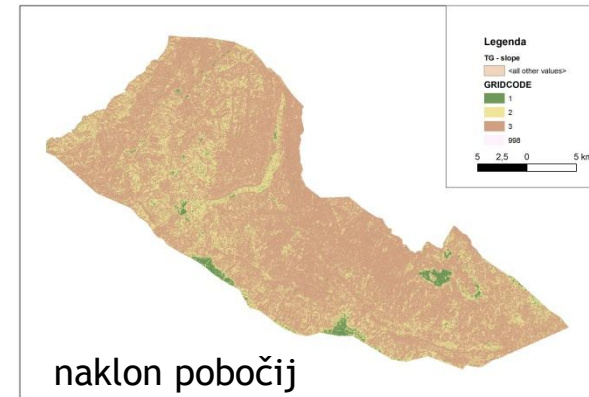 Legenda
TG - slope
<all other values>
GRIDCODE
1
2
3
998
5 2,5 0 5 km
naklon pobočij